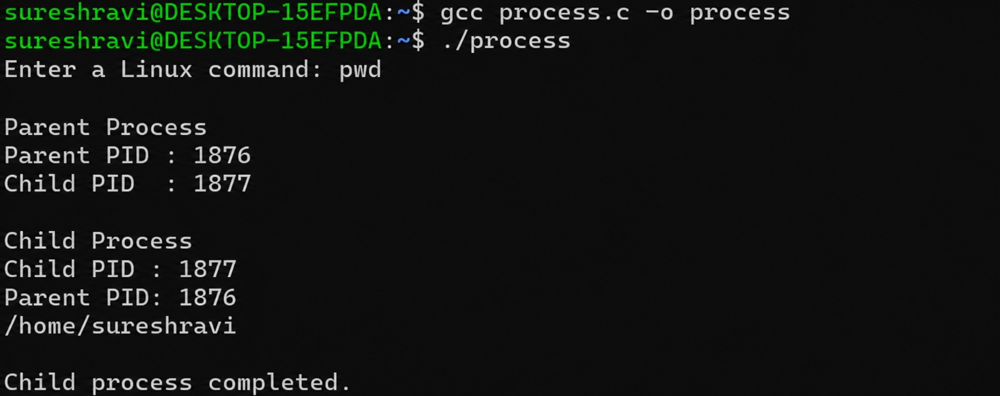 sureshravi@DESKTOP-15EFPDA:~$ gcc process.c -o process
sureshravi@DESKTOP-15EFPDA:~$ ./process
Enter a Linux command: pwd
Parent Process
Parent PID : 1876
Child PID  : 1877
Child Process
Child PID : 1877
Parent PID: 1876
/home/sureshravi
Child process completed.